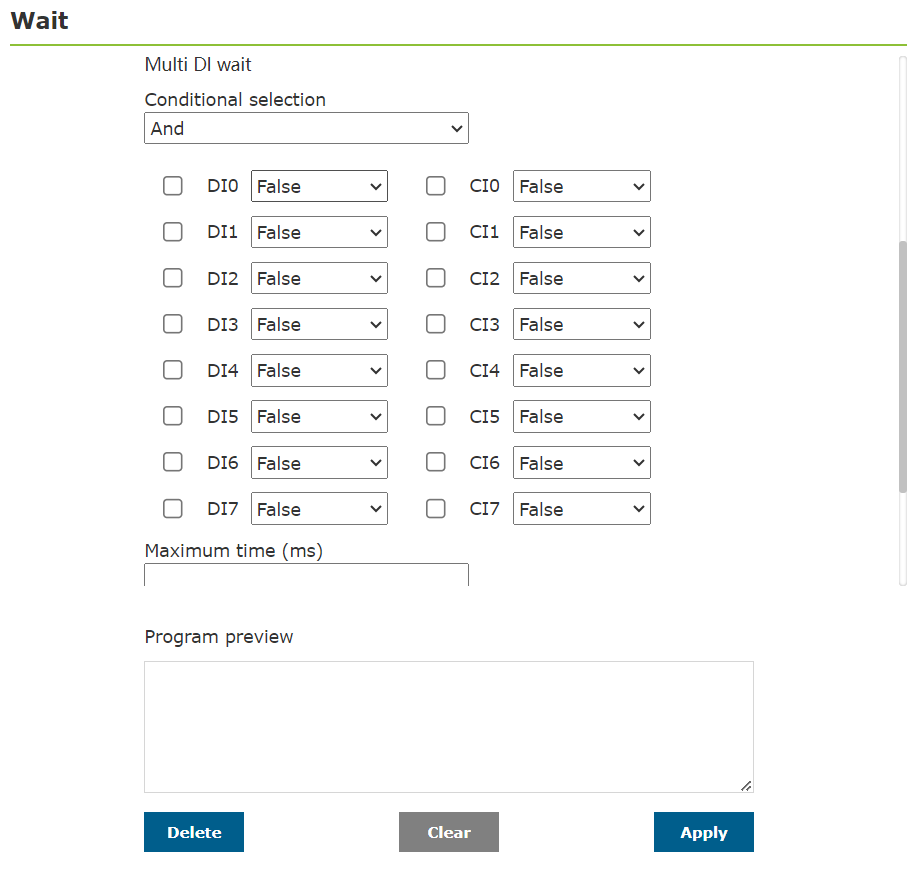 Wait
Multi DI wait
Conditional selection
And
DI0 False CI0 False
DI1 False CI1 False
DI2 False CI2 False
DI3 False CI3 False
DI4 False CI4 False
DI5 False CI5 False
DI6 False CI6 False
DI7 False CI7 False
Maximum time (ms)
Program preview
Delete Clear Apply